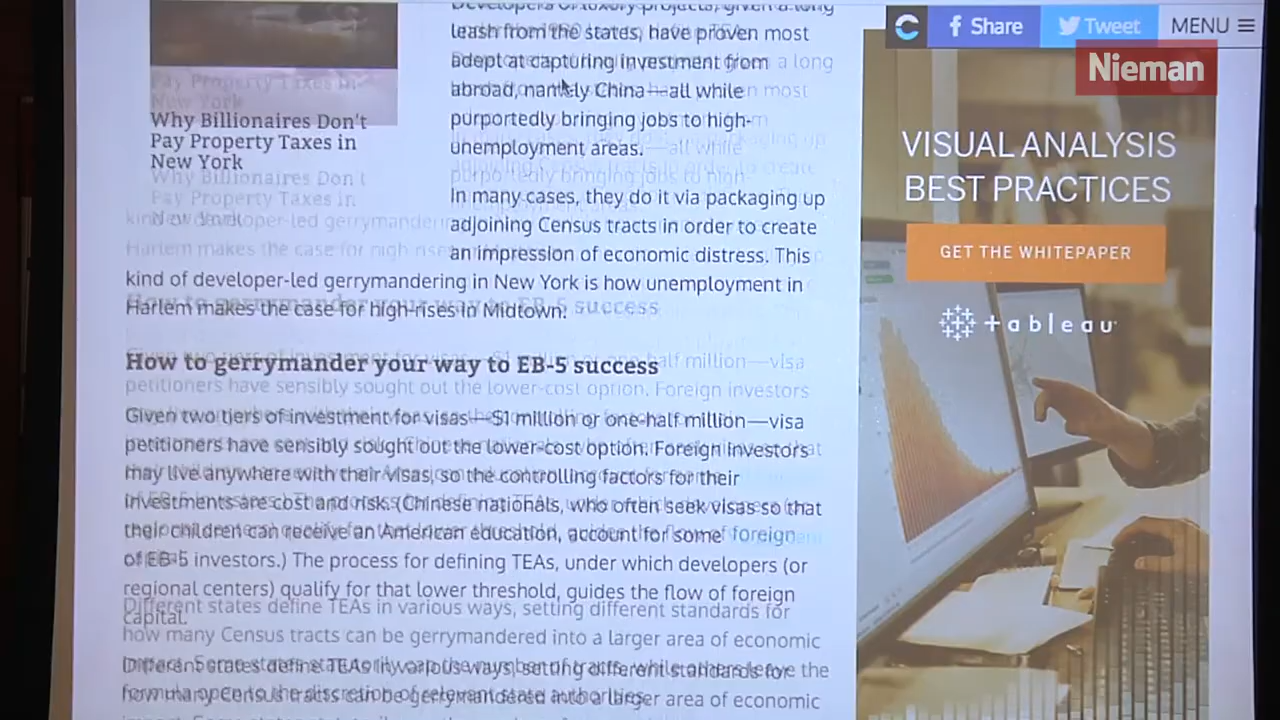 Share
Tweet
MENU
Nieman
Developers of luxury projects, given a long
leash from the states, have proven most
adept at capturing investment from
abroad, namely China—all while
purportedly bringing jobs to high-
unemployment areas.
Why Billionaires Don't
Pay Property Taxes in
New York
In many cases, they do it via packaging up
adjoining Census tracts in order to create
an impression of economic distress. This
kind of developer-led gerrymandering in New York is how unemployment in
Harlem makes the case for high-rises in Midtown.
How to gerrymander your way to EB-5 success
Given two tiers of investment for visas—$1 million or one-half million—visa
petitioners have sensibly sought out the lower-cost option. Foreign investors
may live anywhere with their visas, so the controlling factors for their
investments are cost and risk. (Chinese nationals, who often seek visas so that
their children can receive an American education, account for some
of EB-5 investors.) The process for defining TEAs, under which developers (or
regional centers) qualify for that lower threshold, guides the flow of foreign
capital.
Different states define TEAs in various ways, setting different standards for
how many Census tracts can be gerrymandered into a larger area of economic
VISUAL ANALYSIS
BEST PRACTICES
GET THE WHITEPAPER
+ableau